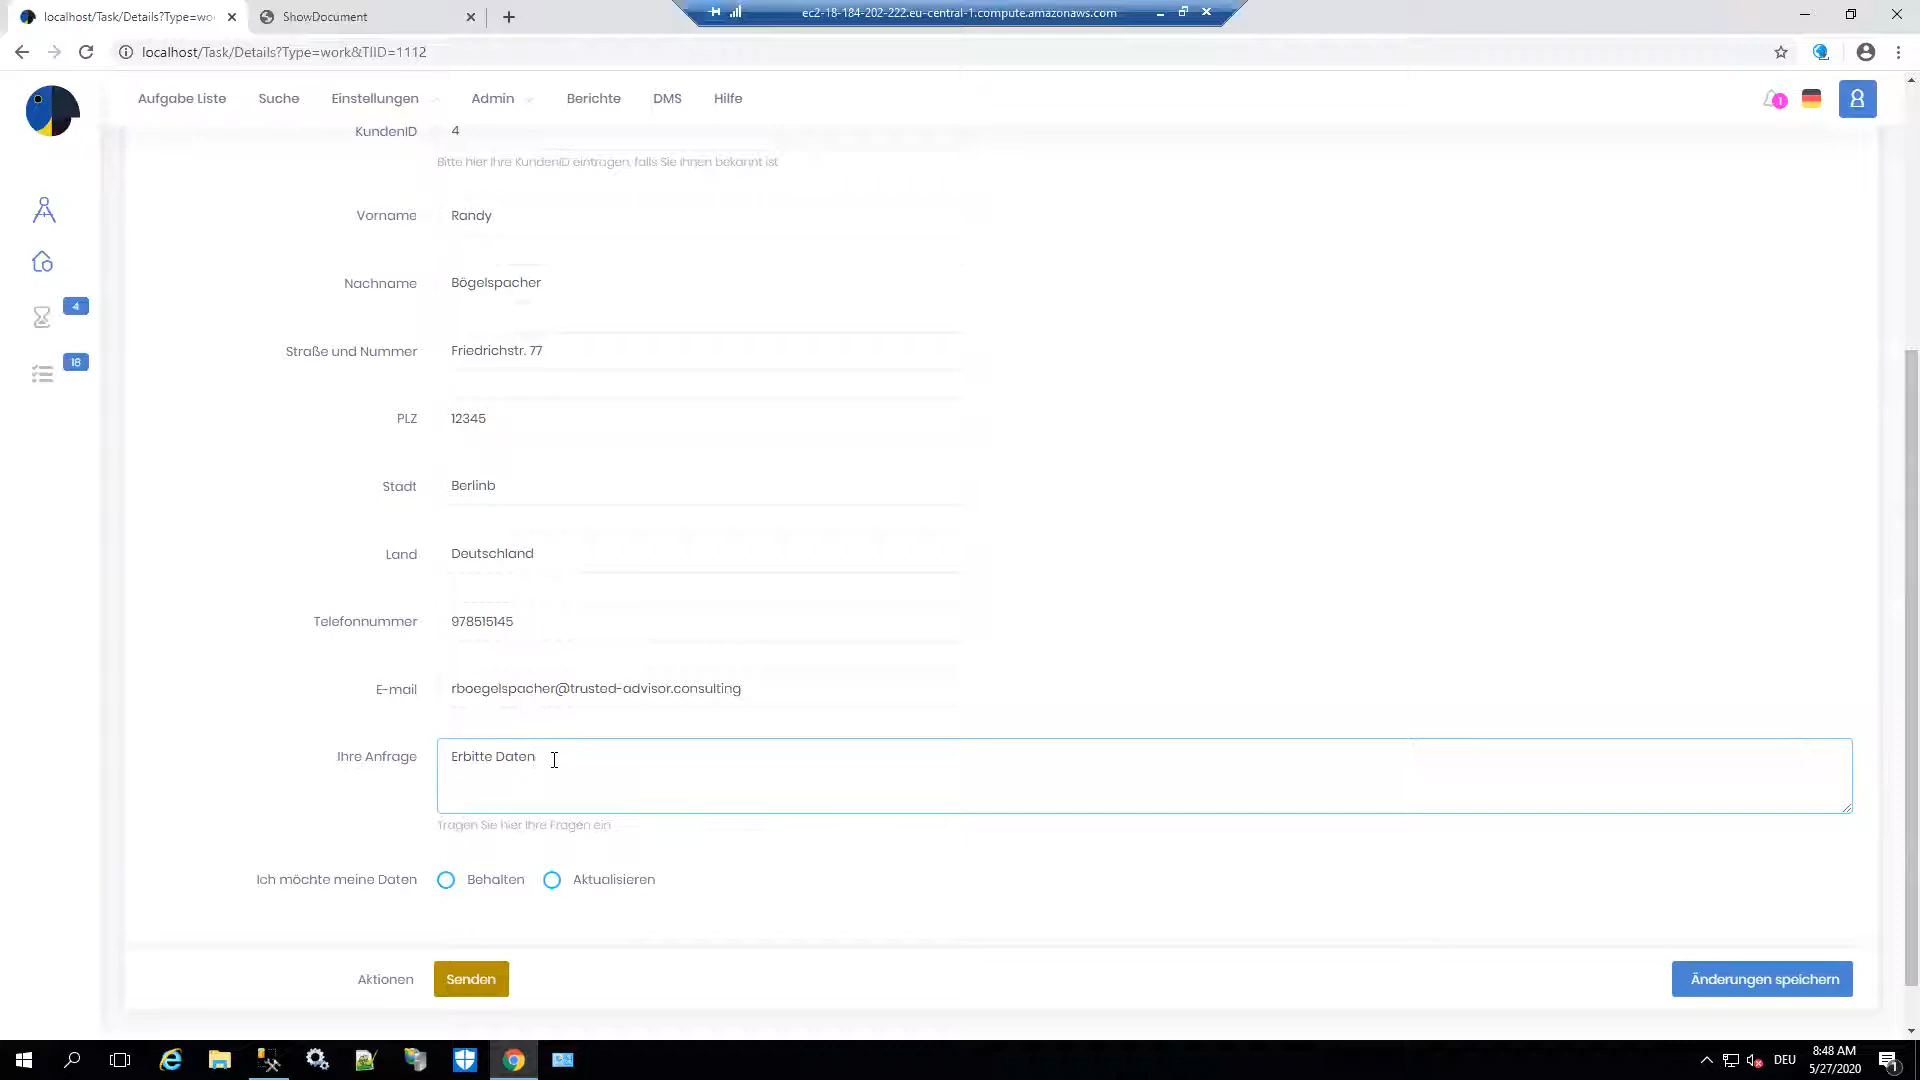 localhost/Task/Details?Type=wo
ShowDocument
ec2-18-184-202-222.eu-central-1.compute.amazonaws.com
localhost/Task/Details?Type=work&TIID=1112
Aufgabe Liste Suche Einstellungen Admin Berichte DMS Hilfe
1
KundenID 4
Bitte hier Ihre KundenID eintragen, falls Sie Ihnen bekannt ist
Vorname Randy
Nachname Bögelspacher
4
Straße und Nummer Friedrichstr. 77
18
PLZ 12345
Stadt Berlinb
Land Deutschland
Telefonnummer 978515145
E-mail rboegelspacher@trusted-advisor.consulting
Ihre Anfrage Erbitte Daten
Tragen Sie hier Ihre Fragen ein
Ich möchte meine Daten Behalten Aktualisieren
Aktionen Senden Änderungen speichern
DEU
8:48 AM
5/27/2020
1